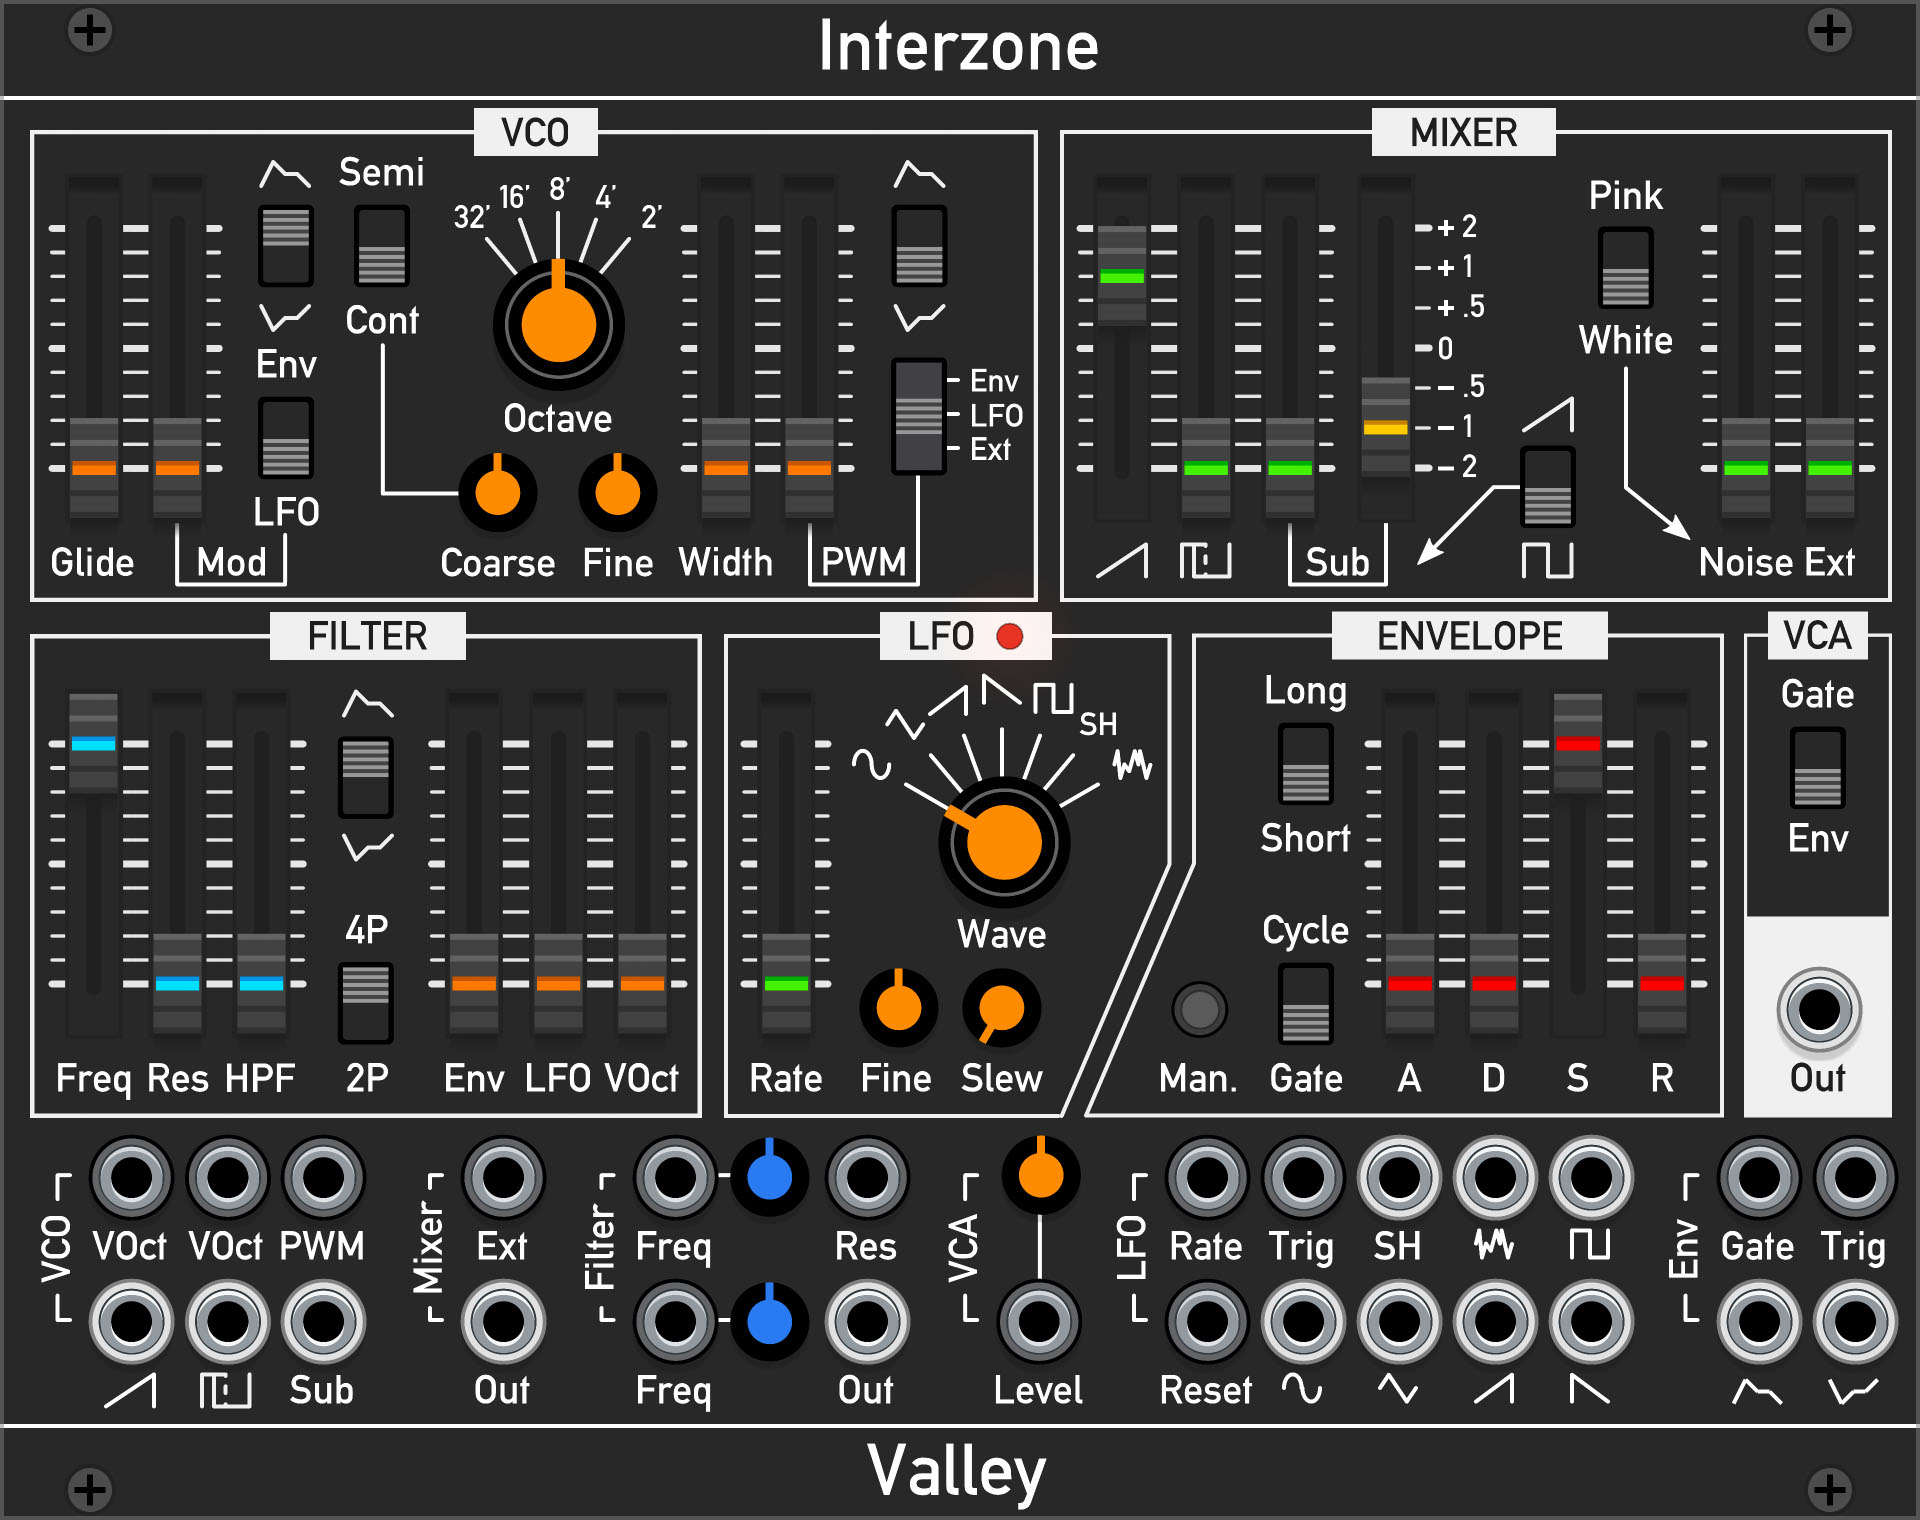 Interzone
VCO
MIXER
Semi
32' 16' 8' 4' 2'
Pink
+ 2
+ 1
+ .5
0
- .5
- 1
- 2
Cont
White
Env
Env
LFO
Ext
Octave
LFO
Glide Mod Coarse Fine Width PWM
Sub Noise Ext
FILTER
LFO
ENVELOPE
VCA
Long
Gate
SH
Short
Env
4P
Wave
Cycle
Freq Res HPF 2P Env LFO VOct
Rate Fine Slew
Man. Gate A D S R
Out
VCO
VOct VOct PWM
Sub
Mixer
Ext
Out
Filter
Freq Res
Freq Out
VCA
Level
LFO
Rate Trig SH
Reset
Env
Gate Trig
Valley